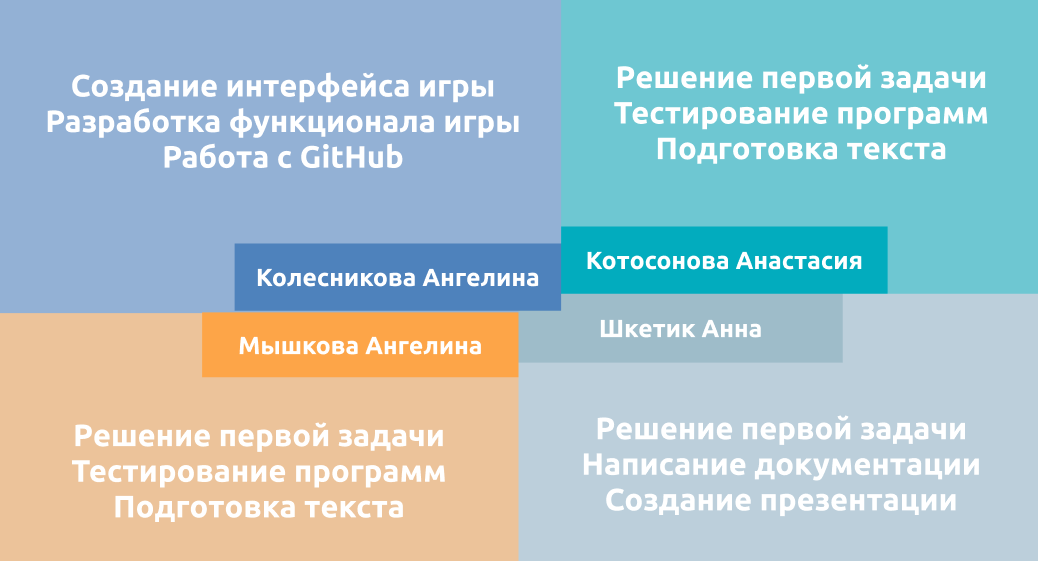 Создание интерфейса игры
Разработка функционала игры
Работа с GitHub
Колесникова Ангелина
Решение первой задачи
Тестирование программ
Подготовка текста
Котосонова Анастасия
Мышкова Ангелина
Решение первой задачи
Тестирование программ
Подготовка текста
Шкетик Анна
Решение первой задачи
Написание документации
Создание презентации